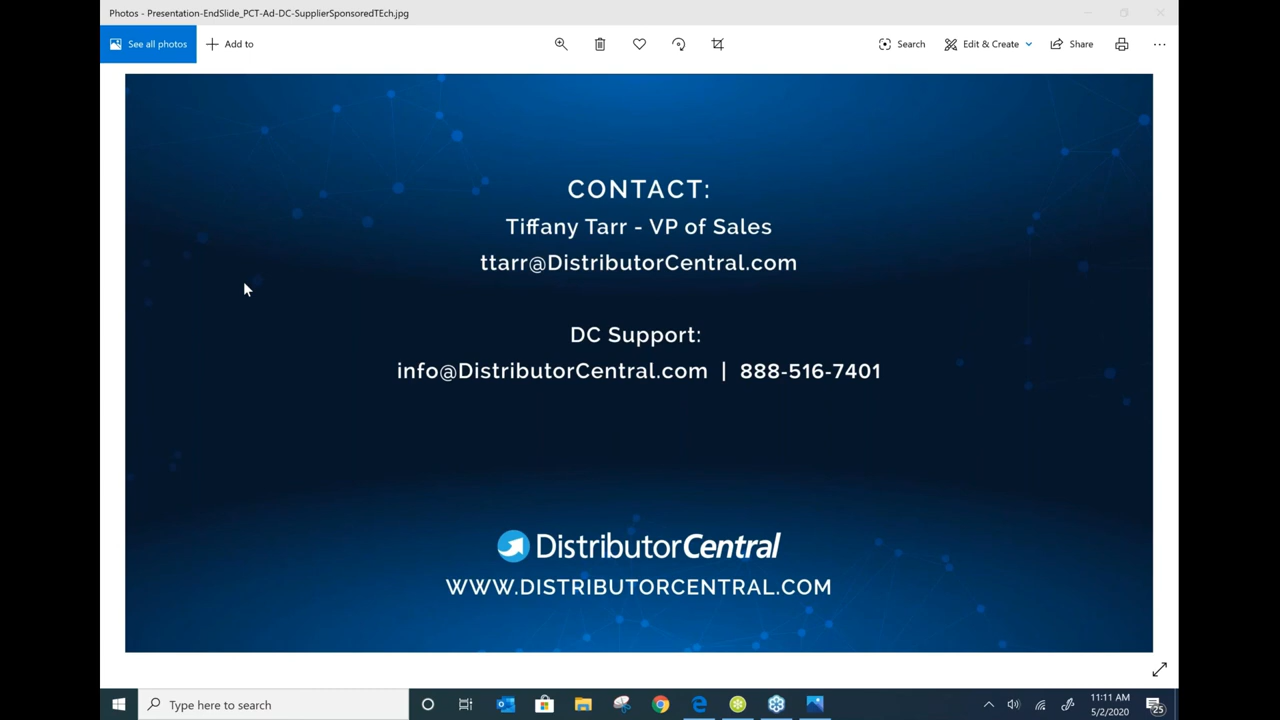 Photos - Presentation-EndSlide_PCT-Ad-DC-SupplierSponsoredTEch.jpg
See all photos
Add to
Search
Edit & Create
Share
CONTACT:
Tiffany Tarr - VP of Sales
ttarr@DistributorCentral.com
DC Support:
info@DistributorCentral.com | 888-516-7401
DistributorCentral
WWW.DISTRIBUTORCENTRAL.COM
Type here to search
11:11 AM
5/2/2020
25